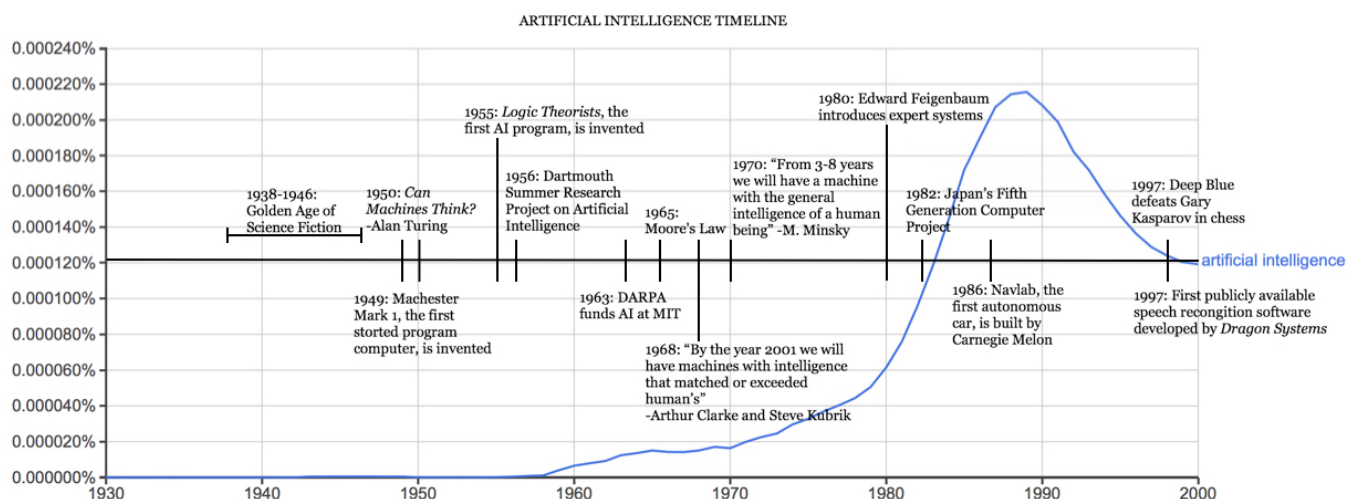 ARTIFICIAL INTELLIGENCE TIMELINE
0.000240%
0.000220%
0.000200%
0.000180%
0.000160%
0.000140%
0.000120%
0.000100%
0.000080%
0.000060%
0.000040%
0.000020%
0.000000%
1938-1946:
Golden Age of
Science Fiction
1950: Can
Machines Think?
-Alan Turing
1949: Machester
Mark 1, the first
storted program
computer, is invented
1955: Logic Theorists, the
first AI program, is invented
1956: Dartmouth
Summer Research
Project on Artificial
Intelligence
1963: DARPA
funds AI at MIT
1965:
Moore's Law
1968: “By the year 2001 we will
have machines with intelligence
that matched or exceeded
human's”
-Arthur Clarke and Steve Kubrik
1970: “From 3-8 years
we will have a machine
with the general
intelligence of a human
being” -M. Minsky
1980: Edward Feigenbaum
introduces expert systems
1982: Japan's Fifth
Generation Computer
Project
1986: Navlab, the
first autonomous
car, is built by
Carnegie Melon
1997: Deep Blue
defeats Gary
Kasparov in chess
1997: First publicly available
speech recongition software
developed by Dragon Systems
artificial intelligence
1930
1940
1950
1960
1970
1980
1990
2000